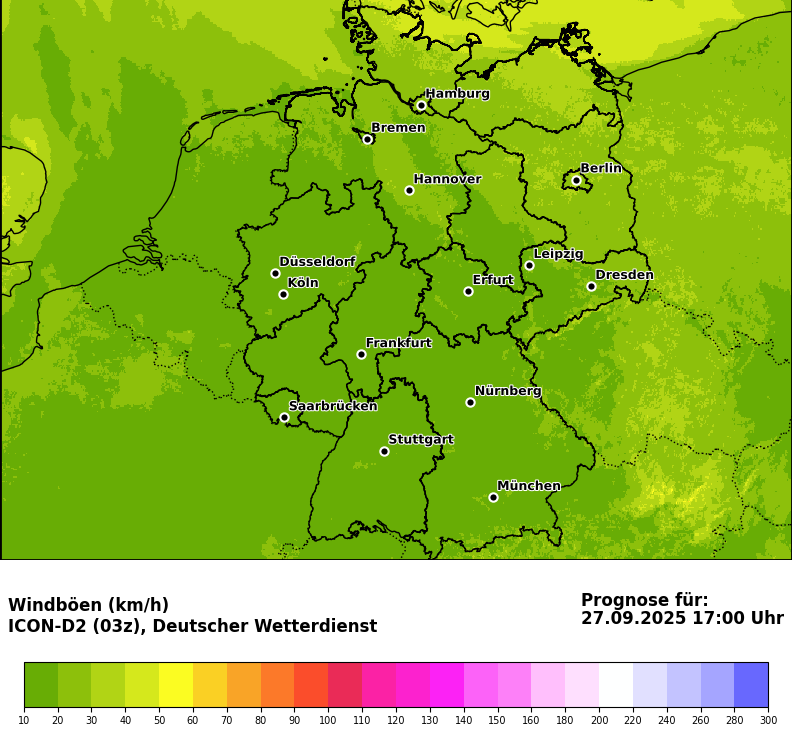 Hamburg
Bremen
Berlin
Hannover
Leipzig
Düsseldorf
Dresden
Köln
Erfurt
Frankfurt
Nürnberg
Saarbrücken
Stuttgart
München
Windböen (km/h)
ICON-D2 (03z), Deutscher Wetterdienst
Prognose für:
27.09.2025 17:00 Uhr
10 20 30 40 50 60 70 80 90 100 110 120 130 140 150 160 180 200 220 240 260 280 300